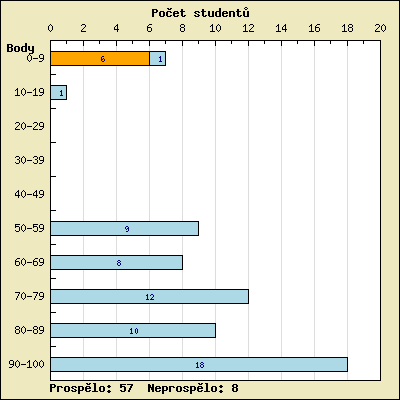 Počet studentů
0 2 4 6 8 10 12 14 16 18 20
Body
0-9 6 1
10-19 1
20-29
30-39
40-49
50-59 9
60-69 8
70-79 12
80-89 10
90-100 18
Prospělo: 57 Neprospělo: 8